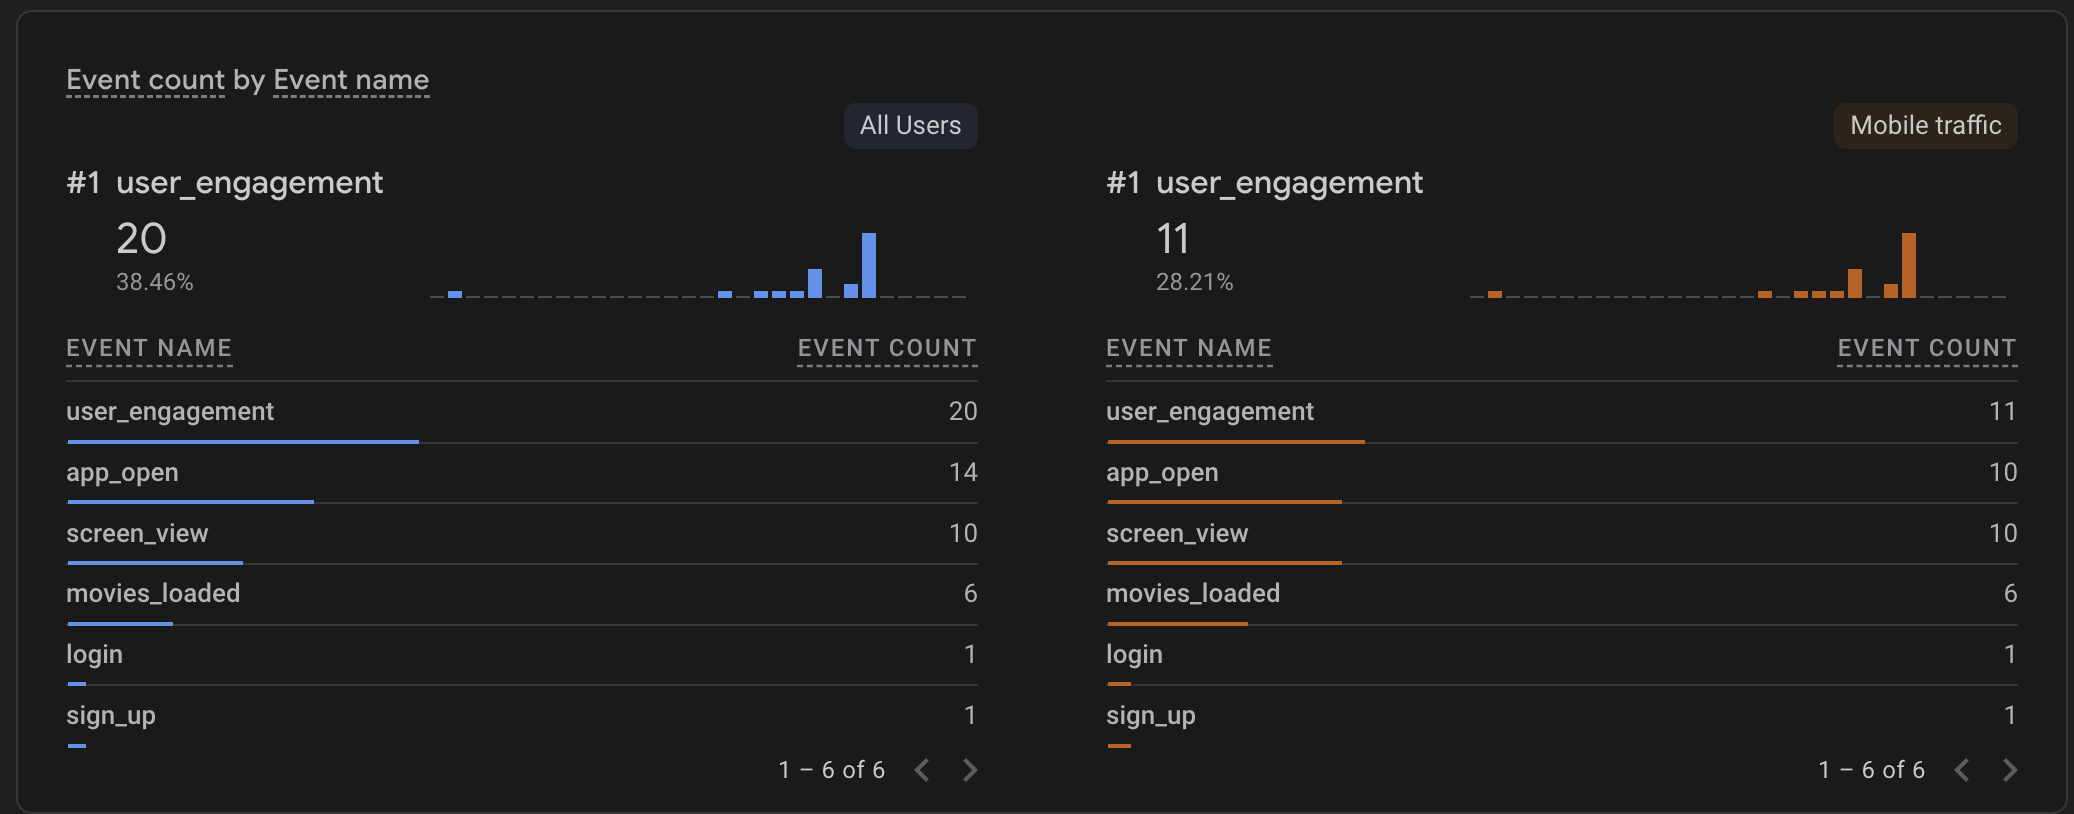 Event count by Event name
All Users
#1 user_engagement
20
38.46%
EVENT NAME EVENT COUNT
user_engagement 20
app_open 14
screen_view 10
movies_loaded 6
login 1
sign_up 1
1 – 6 of 6
Mobile traffic
#1 user_engagement
11
28.21%
EVENT NAME EVENT COUNT
user_engagement 11
app_open 10
screen_view 10
movies_loaded 6
login 1
sign_up 1
1 – 6 of 6